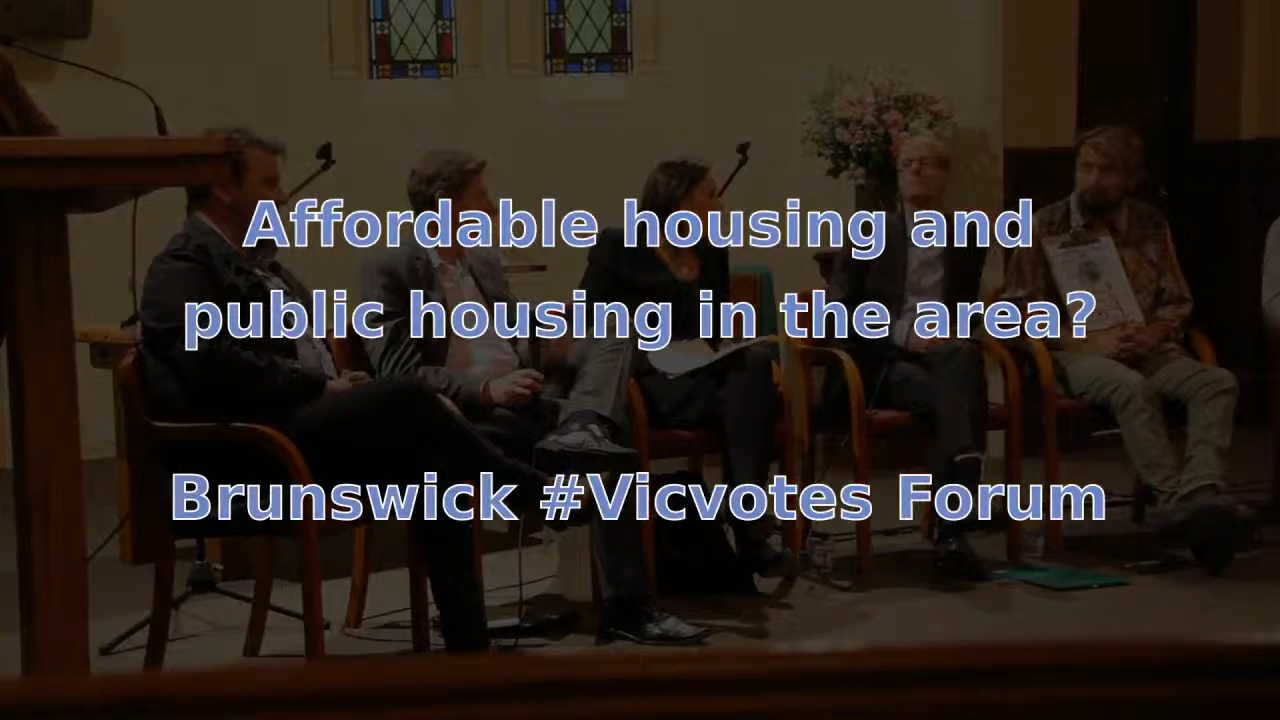 Affordable housing and
public housing in the area?
Brunswick #Vicvotes Forum